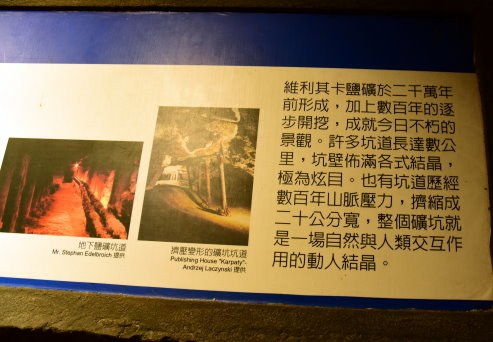 維利其卡鹽礦於二千萬年
前形成，加上數百年的逐
步開挖，成就今日不朽的
景觀。許多坑道長達數公
里，坑壁佈滿各式結晶，
極為炫目。也有坑道歷經
數百年山脈壓力，擠縮成
二十公分寬，整個礦坑就
是一場自然與人類交互作
用的動人結晶。
地下鹽礦坑道
Mr. Stephen Edelbroich 提供
擠壓變形的礦坑坑道
Publishing House "Karpaty"-
Andrzej Laczynski 提供